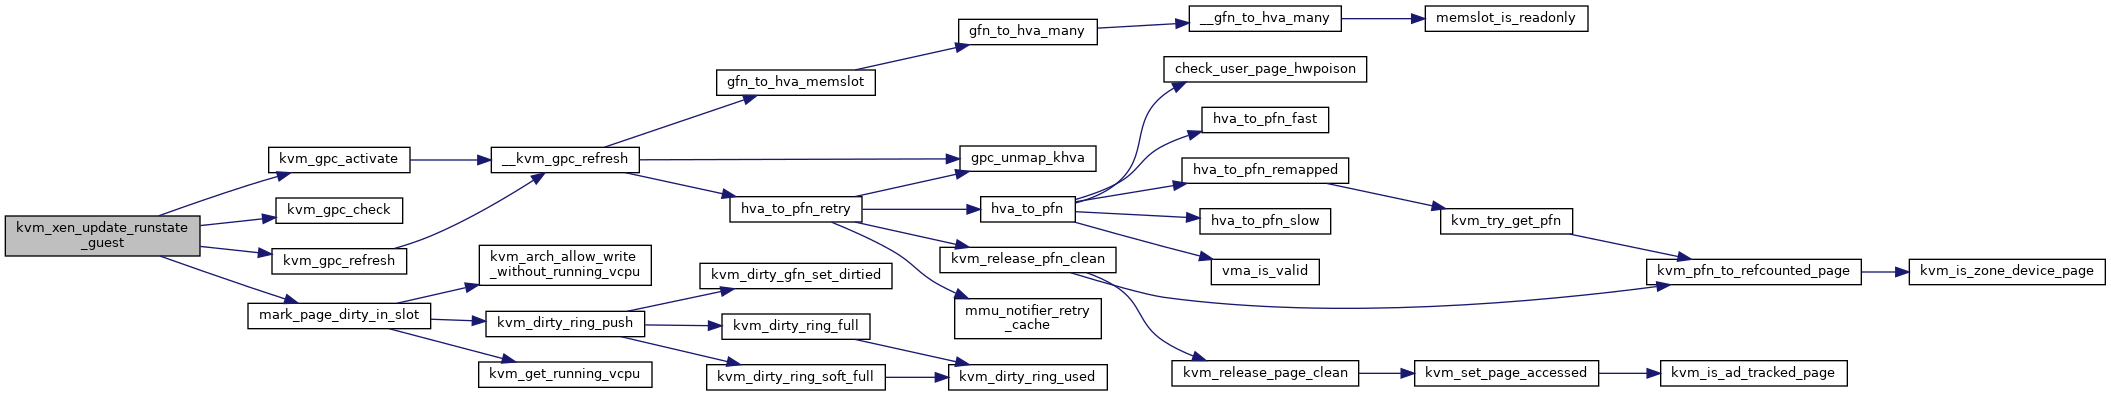 kvm_xen_update_runstate
_guest
kvm_gpc_activate
kvm_gpc_check
kvm_gpc_refresh
mark_page_dirty_in_slot
__kvm_gpc_refresh
kvm_arch_allow_write
_without_running_vcpu
kvm_dirty_ring_push
kvm_get_running_vcpu
gfn_to_hva_memslot
hva_to_pfn_retry
kvm_dirty_gfn_set_dirtied
kvm_dirty_ring_full
kvm_dirty_ring_soft_full
gfn_to_hva_many
gpc_unmap_khva
hva_to_pfn
kvm_release_pfn_clean
mmu_notifier_retry
_cache
kvm_dirty_ring_used
__gfn_to_hva_many
check_user_page_hwpoison
hva_to_pfn_fast
hva_to_pfn_remapped
hva_to_pfn_slow
vma_is_valid
kvm_release_page_clean
memslot_is_readonly
kvm_try_get_pfn
kvm_set_page_accessed
kvm_pfn_to_refcounted_page
kvm_is_ad_tracked_page
kvm_is_zone_device_page